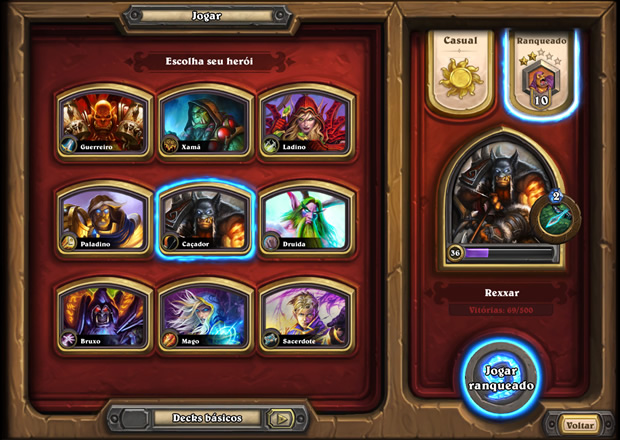 Jogar
Escolha seu herói
Guerreiro
Xamá
Ladino
Paladino
Caçador
Druida
Bruxo
Mago
Sacerdote
Decks básicos
Casual
Ranqueado
10
2
36
Rexxar
Vitórias: 69/500
Jogar
ranqueado
Voltar